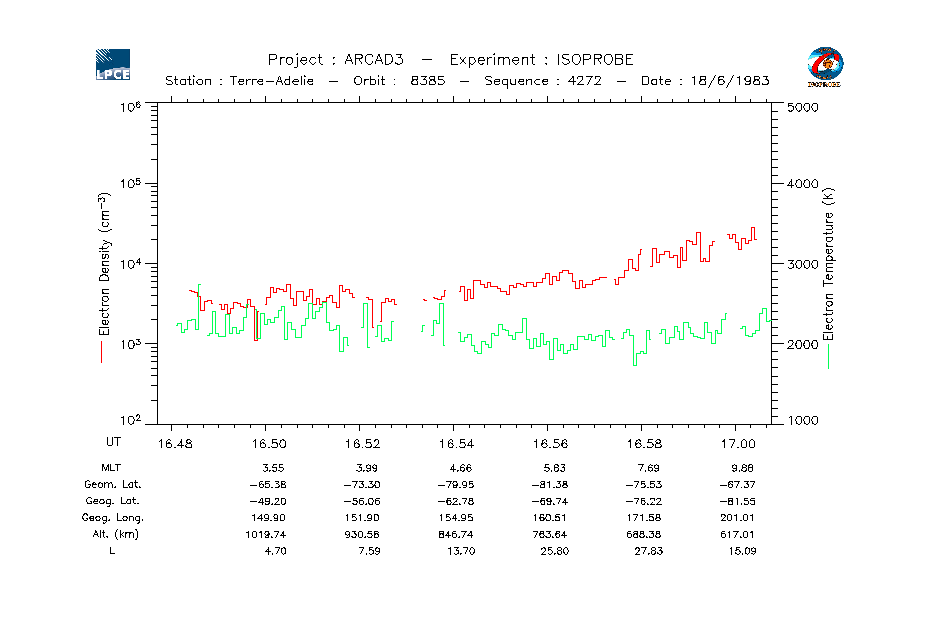 LPCE
Project : ARCAD3 — Experiment : ISOPROBE
ISOPROBE
Station : Terre-Adelie — Orbit : 8385 — Sequence : 4272 — Date : 18/6/1983
10⁶ 5000
10⁵ 4000
10⁴ 3000
10³ 2000
10² 1000
Electron Density (cm⁻³)
Electron Temperature (K)
UT 16.48 16.50 16.52 16.54 16.56 16.58 17.00
MLT 3.55 3.99 4.66 5.63 7.69 9.88
Geom. Lat. −65.38 −73.30 −79.95 −81.38 −75.53 −67.37
Geog. Lat. −49.20 −56.06 −62.78 −69.74 −76.22 −81.55
Geog. Long. 149.90 151.90 154.95 160.51 171.58 201.01
Alt. (km) 1019.74 930.58 846.74 763.64 688.38 617.01
L 4.70 7.59 13.70 25.80 27.83 15.09